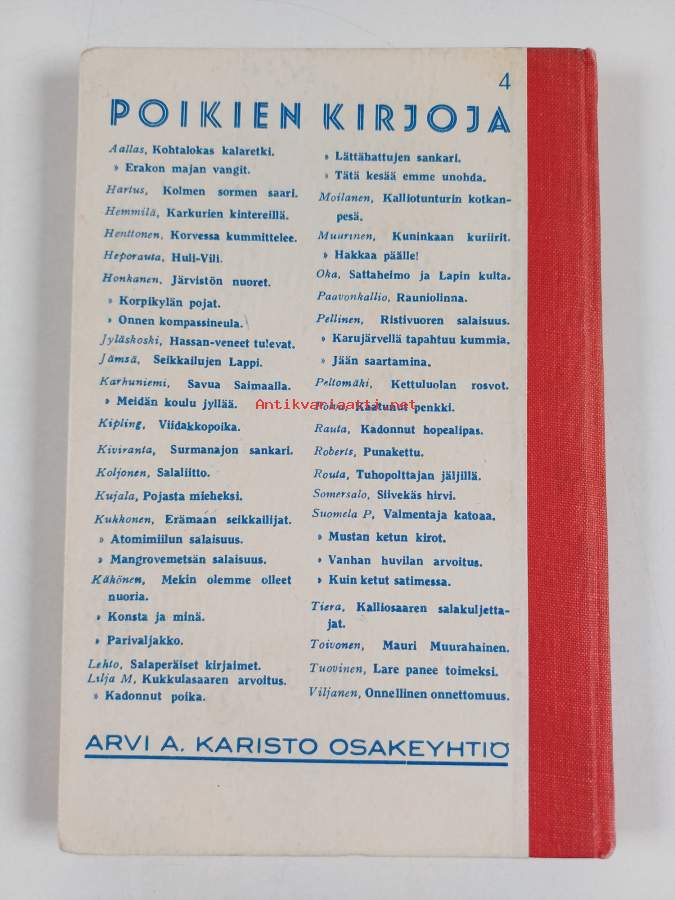 4
POIKIEN KIRJOJA
Aallas, Kohtalokas kalaretki.
» Erakon majan vangit.
Hartus, Kolmen sormen saari.
Hemmilä, Karkurien kintereillä.
Henttonen, Korvessa kummittelee.
Heporauta, Huli-Vili.
Honkanen, Järvistön nuoret.
» Korpikylän pojat.
» Onnen kompassineula.
Jyläskoski, Hassan-veneet tulevat.
Jämsä, Seikkailujen Lappi.
Karhuniemi, Savua Saimaalla.
» Meidän koulu jyllää.
Kipling, Viidakkopoika.
Kiviranta, Surmanajon sankari.
Koljonen, Salaliitto.
Kujala, Pojasta mieheksi.
Kukkonen, Erämaan seikkailijat.
» Atomimiilun salaisuus.
» Mangrovemetsän salaisuus.
Kähönen, Mekin olemme olleet
nuoria.
» Konsta ja minä.
» Parivaljakko.
Lehto, Salaperäiset kirjaimet.
Lilja M, Kukkulasaaren arvoitus.
» Kadonnut poika.
» Lättähattujen sankari.
» Tätä kesää emme unohda.
Moilanen, Kalliotunturin kotkan-
pesä.
Muurinen, Kuninkaan kuriirit.
» Hakkaa päälle!
Oka, Sattaheimo ja Lapin kulta.
Paavonkallio, Rauniolinna.
Pellinen, Ristivuoren salaisuus.
» Karujärvellä tapahtuu kummia.
» Jään saartamina.
Peltomäki, Kettuluolan rosvot.
Kaatunut penkki.
Rauta, Kadonnut hopealipas.
Roberts, Punakettu.
Routa, Tuhopolttajan jäljillä.
Somersalo, Siivekäs hirvi.
Suomela P, Valmentaja katoaa.
» Mustan ketun kirot.
» Vanhan huvilan arvoitus.
» Kuin ketut satimessa.
Tiera, Kalliosaaren salakuljetta-
jat.
Toivonen, Mauri Muurahainen.
Tuovinen, Lare panee toimeksi.
Viljanen, Onnellinen onnettomuus.
Antikvariaatti.net
ARVI A. KARISTO OSAKEYHTIÖ